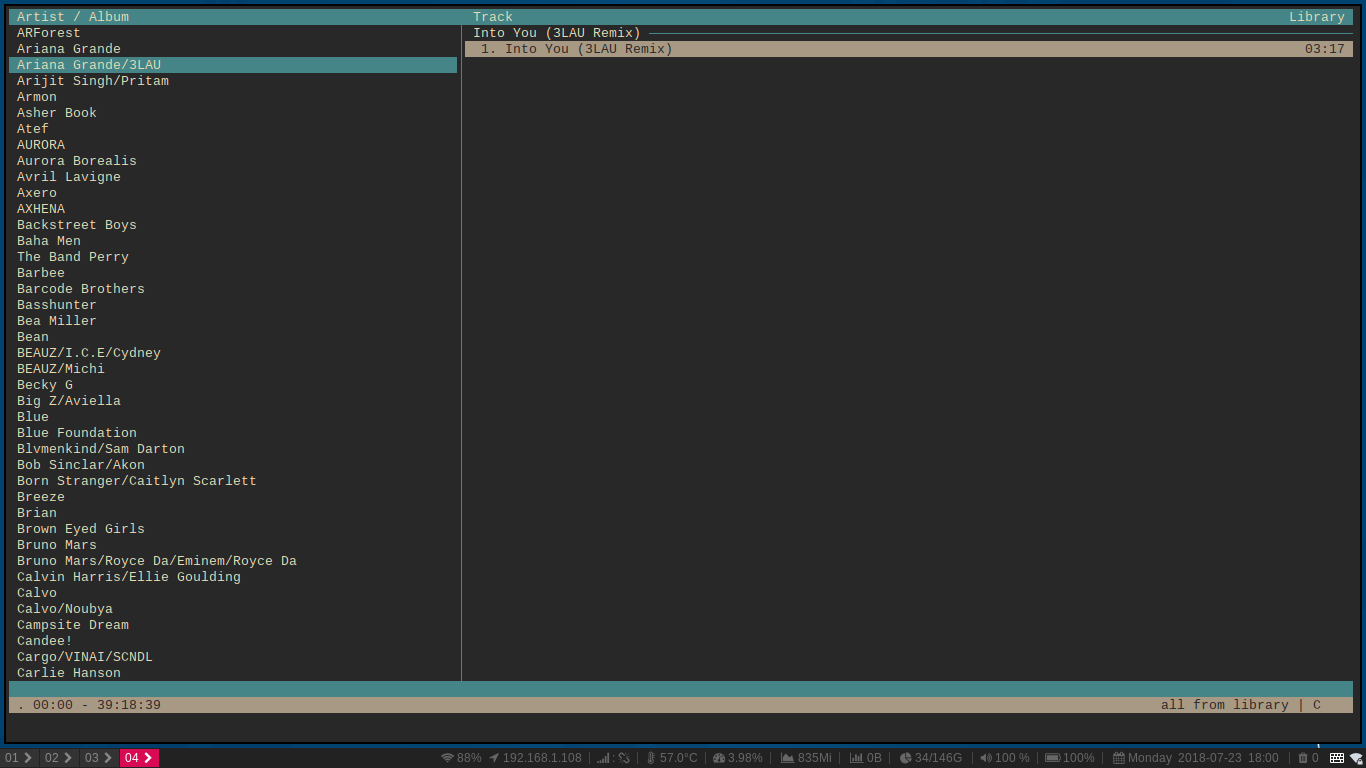 Artist / Album Track Library
ARForest
Ariana Grande
Ariana Grande/3LAU
Arijit Singh/Pritam
Armon
Asher Book
Atef
AURORA
Aurora Borealis
Avril Lavigne
Axero
AXHENA
Backstreet Boys
Baha Men
The Band Perry
Barbee
Barcode Brothers
Basshunter
Bea Miller
Bean
BEAUZ/I.C.E/Cydney
BEAUZ/Michi
Becky G
Big Z/Aviella
Blue
Blue Foundation
Blvmenkind/Sam Darton
Bob Sinclar/Akon
Born Stranger/Caitlyn Scarlett
Breeze
Brian
Brown Eyed Girls
Bruno Mars
Bruno Mars/Royce Da/Eminem/Royce Da
Calvin Harris/Ellie Goulding
Calvo
Calvo/Noubya
Campsite Dream
Candee!
Cargo/VINAI/SCNDL
Carlie Hanson
Into You (3LAU Remix)
1. Into You (3LAU Remix) 03:17
. 00:00 - 39:18:39 all from library | C
01 02 03 04 88% 192.168.1.108 | : | 57.0°C | 3.98% | 835Mi | 0B | 34/146G | 100 % | 100% | Monday 2018-07-23 18:00 | 0